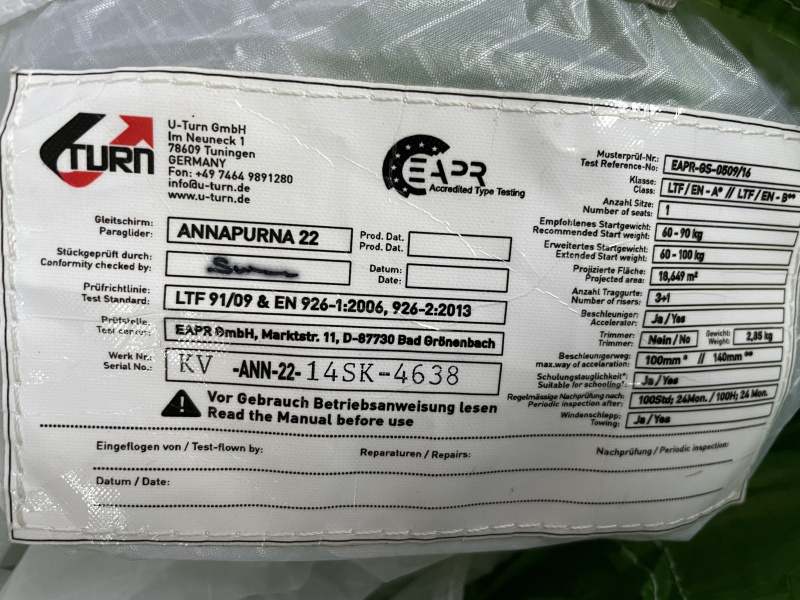 TURN
U-Turn GmbH
Im Neuneck 1
78609 Tuningen
GERMANY
Fon: +49 7464 9891280
info@u-turn.de
www.u-turn.de
EAPR
Accredited Type Testing
Gleitschirm:
Paraglider:
ANNAPURNA 22
Prod. Dat.
Prod. Dat.
Stückgeprüft durch:
Conformity checked by:
Datum:
Date:
Prüfrichtlinie:
Test Standard:
LTF 91/09 & EN 926-1:2006, 926-2:2013
Prüfstelle:
Test center:
EAPR GmbH, Marktstr. 11, D-87730 Bad Grönenbach
Werk Nr.:
Serial No.:
KV -ANN-22-14SK-4638
Vor Gebrauch Betriebsanweisung lesen
Read the Manual before use
Musterprüf-Nr.:
Test Reference-No:
EAPR-GS-0509/16
Klasse:
Class:
LTF/EN-A* // LTF/EN-B**
Anzahl Sitze:
Number of seats:
1
Empfohlenes Startgewicht:
Recommended Start weight:
60-90 kg
Erweitertes Startgewicht:
Extended Start weight:
60-100 kg
Projizierte Fläche:
Projected area:
18,649 m²
Anzahl Traggurte:
Number of risers:
3+1
Beschleuniger:
Accelerator:
Ja/Yes
Trimmer:
Trimmer:
Nein/No
Gewicht:
Weight:
2,85 kg
Beschleunigerweg:
max.way of accelaration:
100mm* // 140mm**
Schulungstauglichkeit*:
Suitable for schooling*:
Ja/Yes
Regelmässige Nachprüfung nach:
Periodic inspection after:
100Std; 24Mon. / 100H; 24 Mon.
Windenschlepp:
Towing:
Ja/Yes
Eingeflogen von / Test-flown by:
Reparaturen / Repairs:
Nachprüfung / Periodic inspection:
Datum / Date: